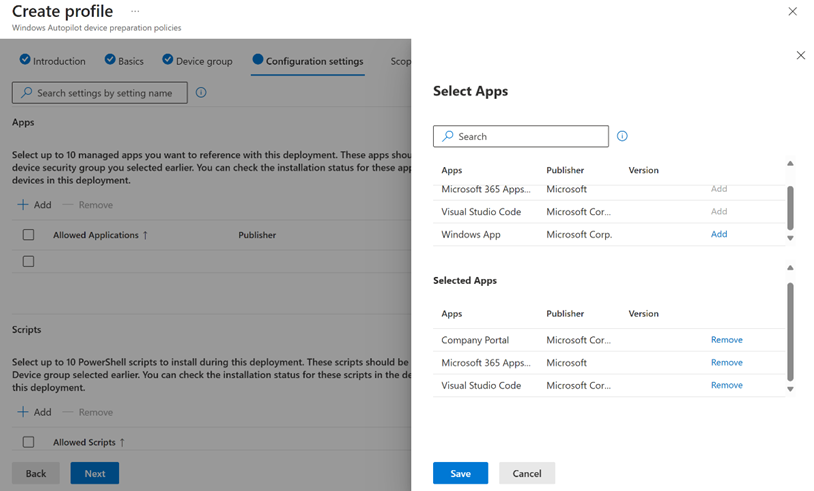 Create profile ...
Windows Autopilot device preparation policies
Introduction Basics Device group Configuration settings Scop
Search settings by setting name
Apps
Select up to 10 managed apps you want to reference with this deployment. These apps shou
device security group you selected earlier. You can check the installation status for these app
devices in this deployment.
+ Add — Remove
Allowed Applications ↑ Publisher
Scripts
Select up to 10 PowerShell scripts to install during this deployment. These scripts should be
Device group selected earlier. You can check the installation status for these scripts in the de
this deployment.
+ Add — Remove
Allowed Scripts ↑
Back Next
Select Apps
Search
Apps Publisher Version
Microsoft 365 Apps... Microsoft Add
Visual Studio Code Microsoft Cor... Add
Windows App Microsoft Corp. Add
Selected Apps
Apps Publisher Version
Company Portal Microsoft Cor... Remove
Microsoft 365 Apps... Microsoft Remove
Visual Studio Code Microsoft Cor... Remove
Save Cancel